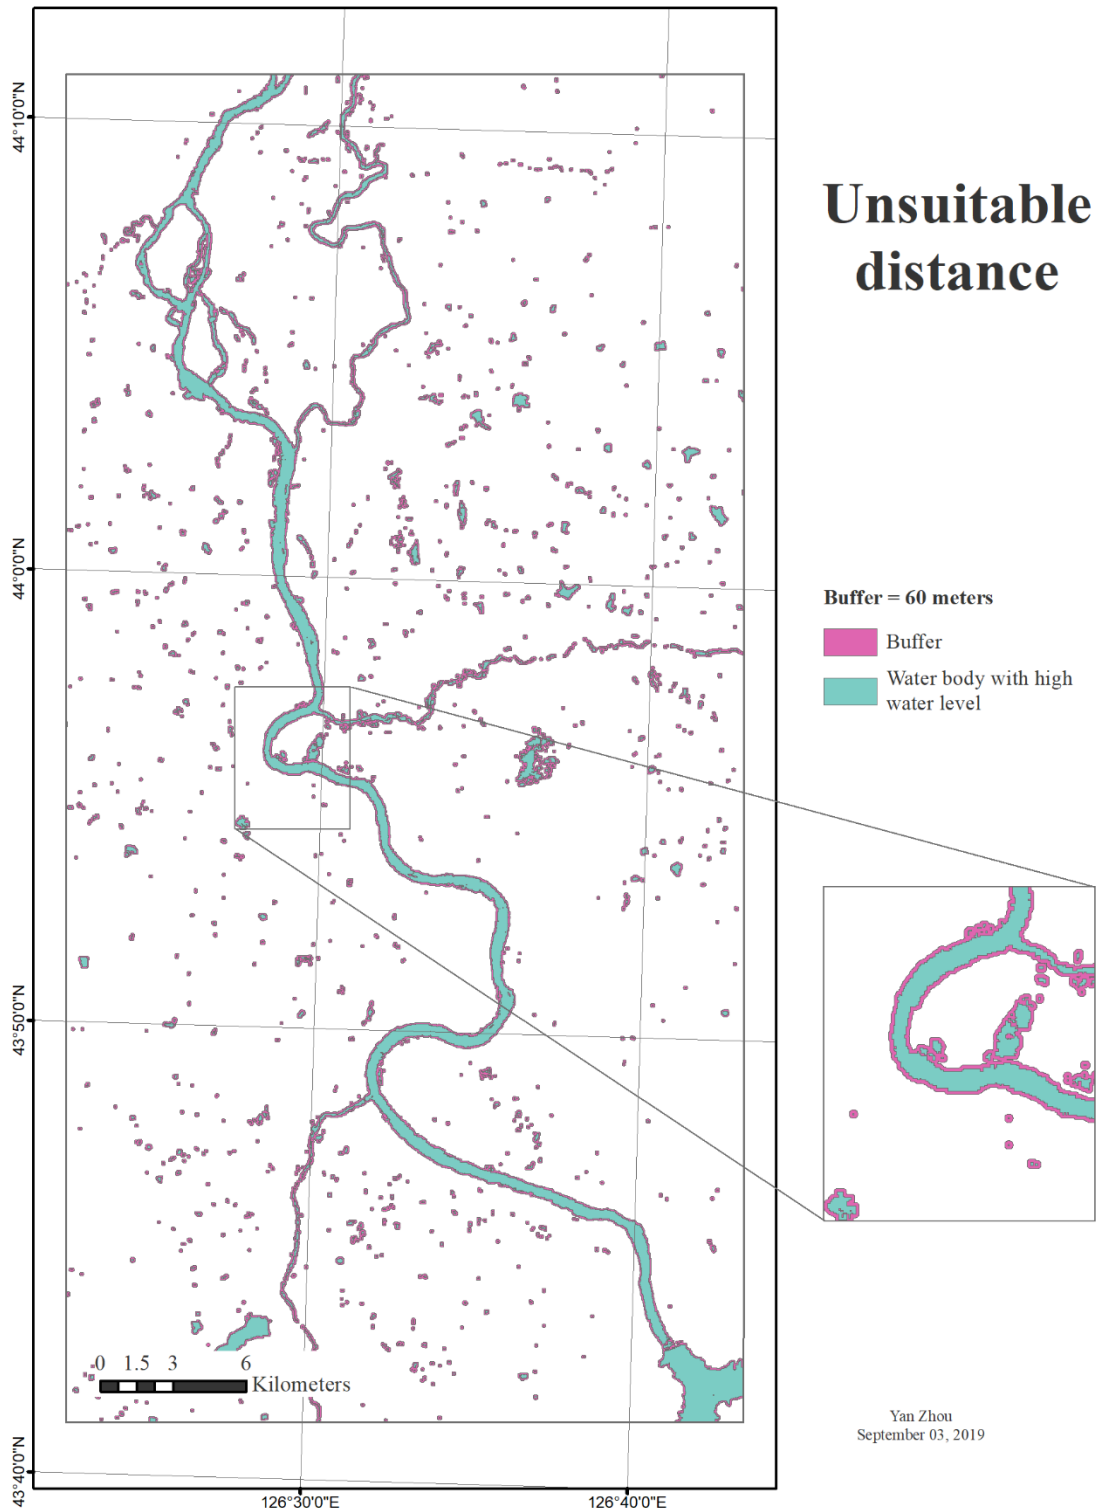 Unsuitable
distance
44°10'0"N
44°0'0"N
43°50'0"N
43°40'0"N
Buffer = 60 meters
Buffer
Water body with high
water level
0 1.5 3 6
Kilometers
126°30'0"E
126°40'0"E
Yan Zhou
September 03, 2019